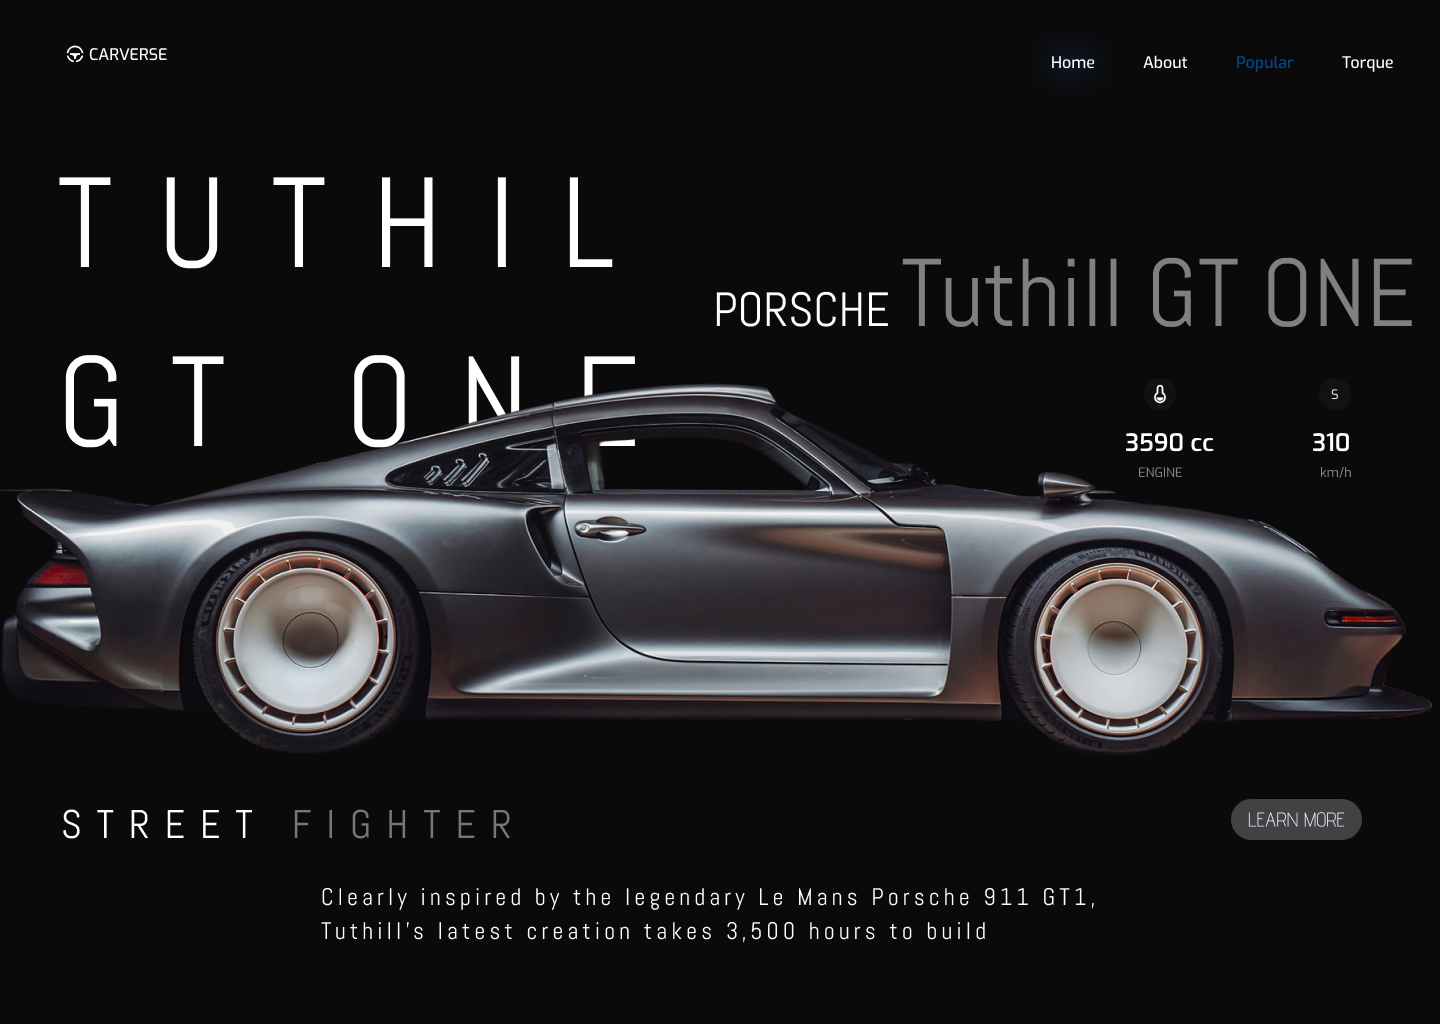 CARVERSE
Home About Popular Torque
TUTHIL
GT ONE
PORSCHE Tuthill GT ONE
S
3590 cc 310
ENGINE km/h
STREET FIGHTER
LEARN MORE
Clearly inspired by the legendary Le Mans Porsche 911 GT1,
Tuthill's latest creation takes 3,500 hours to build